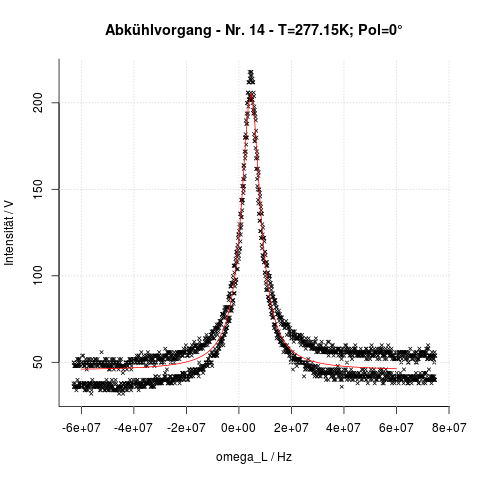 Abkühlvorgang - Nr. 14 - T=277.15K; Pol=0°
Intensität / V
200
150
100
50
-6e+07 -4e+07 -2e+07 0e+00 2e+07 4e+07 6e+07 8e+07
omega_L / Hz